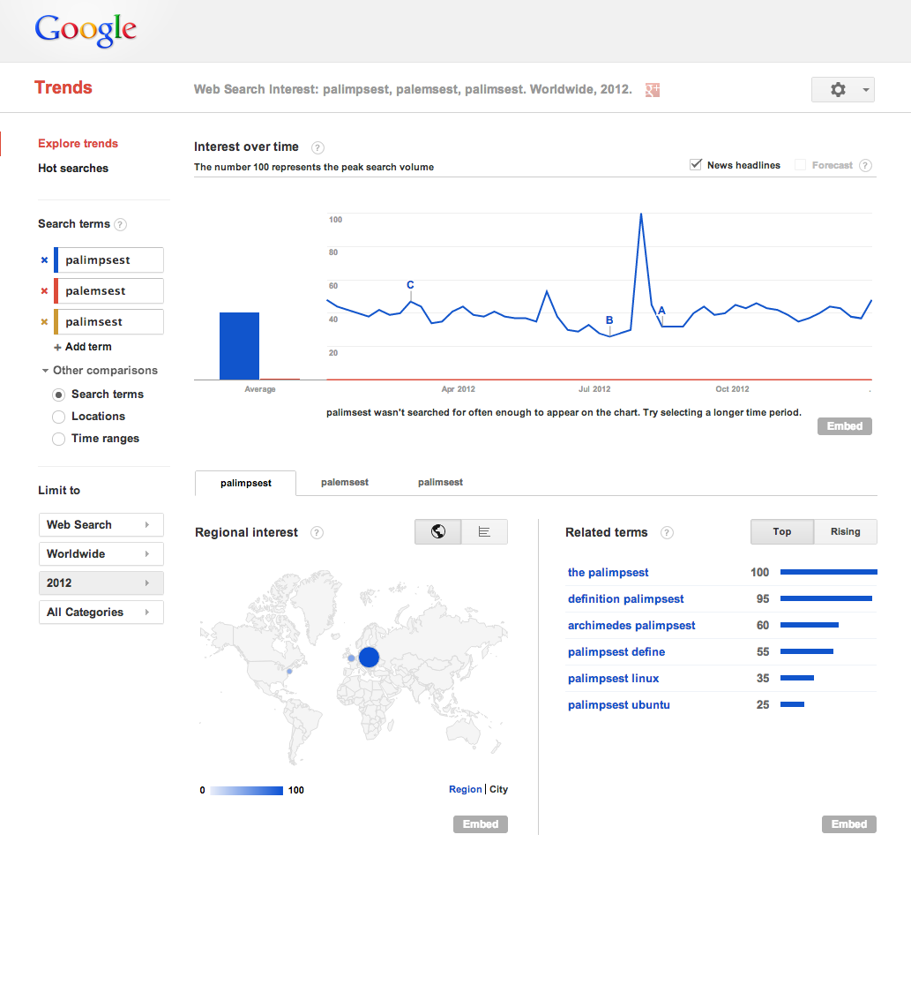 Google
Trends
Web Search Interest: palimpsest, palemsest, palimsest. Worldwide, 2012.
g+
Explore trends
Hot searches
Interest over time ?
The number 100 represents the peak search volume
News headlines Forecast ?
Search terms ?
× palimpsest
× palemsest
× palimsest
+ Add term
Other comparisons
Search terms
Locations
Time ranges
100
80
60
40
20
C
B
A
Average Apr 2012 Jul 2012 Oct 2012
palimsest wasn't searched for often enough to appear on the chart. Try selecting a longer time period.
Embed
Limit to
Web Search
Worldwide
2012
All Categories
palimpsest palemsest palimsest
Regional interest ?
0 100
Region | City
Embed
Related terms ?
Top Rising
the palimpsest 100
definition palimpsest 95
archimedes palimpsest 60
palimpsest define 55
palimpsest linux 35
palimpsest ubuntu 25
Embed